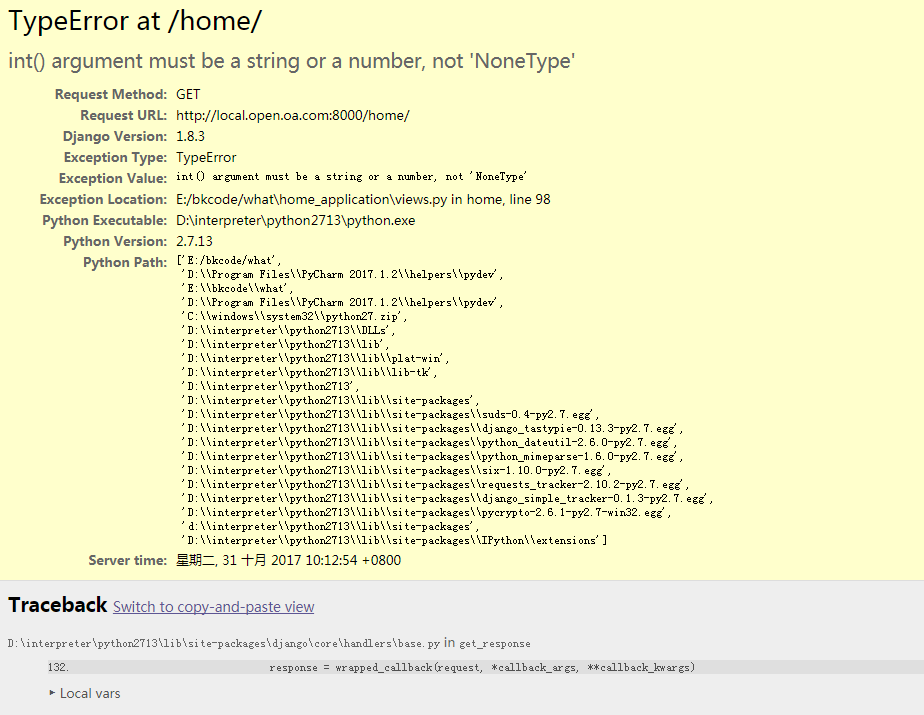 TypeError at /home/
int() argument must be a string or a number, not 'NoneType'
Request Method: GET
Request URL: http://local.open.oa.com:8000/home/
Django Version: 1.8.3
Exception Type: TypeError
Exception Value: int() argument must be a string or a number, not 'NoneType'
Exception Location: E:/bkcode/what\home_application\views.py in home, line 98
Python Executable: D:\interpreter\python2713\python.exe
Python Version: 2.7.13
Python Path: ['E:/bkcode/what',
'D:\\Program Files\\PyCharm 2017.1.2\\helpers\\pydev',
'E:\\bkcode\\what',
'D:\\Program Files\\PyCharm 2017.1.2\\helpers\\pydev',
'C:\\windows\\system32\\python27.zip',
'D:\\interpreter\\python2713\\DLLs',
'D:\\interpreter\\python2713\\lib',
'D:\\interpreter\\python2713\\lib\\plat-win',
'D:\\interpreter\\python2713\\lib\\lib-tk',
'D:\\interpreter\\python2713',
'D:\\interpreter\\python2713\\lib\\site-packages',
'D:\\interpreter\\python2713\\lib\\site-packages\\suds-0.4-py2.7.egg',
'D:\\interpreter\\python2713\\lib\\site-packages\\django_tastypie-0.13.3-py2.7.egg',
'D:\\interpreter\\python2713\\lib\\site-packages\\python_dateutil-2.6.0-py2.7.egg',
'D:\\interpreter\\python2713\\lib\\site-packages\\python_mimeparse-1.6.0-py2.7.egg',
'D:\\interpreter\\python2713\\lib\\site-packages\\six-1.10.0-py2.7.egg',
'D:\\interpreter\\python2713\\lib\\site-packages\\requests_tracker-2.10.2-py2.7.egg',
'D:\\interpreter\\python2713\\lib\\site-packages\\django_simple_tracker-0.1.3-py2.7.egg',
'D:\\interpreter\\python2713\\lib\\site-packages\\pycrypto-2.6.1-py2.7-win32.egg',
'd:\\interpreter\\python2713\\lib\\site-packages',
'D:\\interpreter\\python2713\\lib\\site-packages\\IPython\\extensions']
Server time: 星期二, 31 十月 2017 10:12:54 +0800
Traceback Switch to copy-and-paste view
D:\interpreter\python2713\lib\site-packages\django\core\handlers\base.py in get_response
132. response = wrapped_callback(request, *callback_args, **callback_kwargs)
▸ Local vars